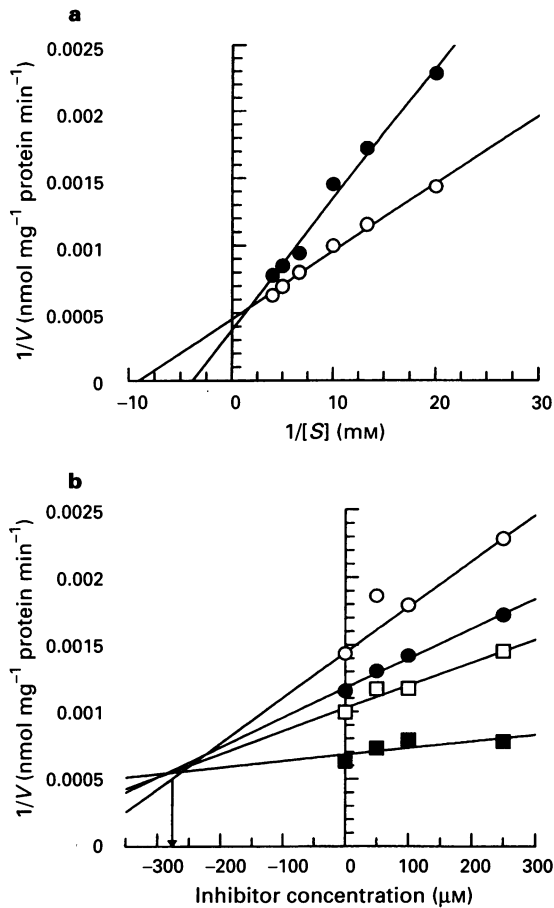 a
1/V (nmol mg⁻¹ protein min⁻¹)
0.0025
0.002
0.0015
0.001
0.0005
0
−10 0 10 20 30
1/[S] (mM)
b
1/V (nmol mg⁻¹ protein min⁻¹)
0.0025
0.002
0.0015
0.001
0.0005
0
−300 −200 −100 0 100 200 300
Inhibitor concentration (μM)